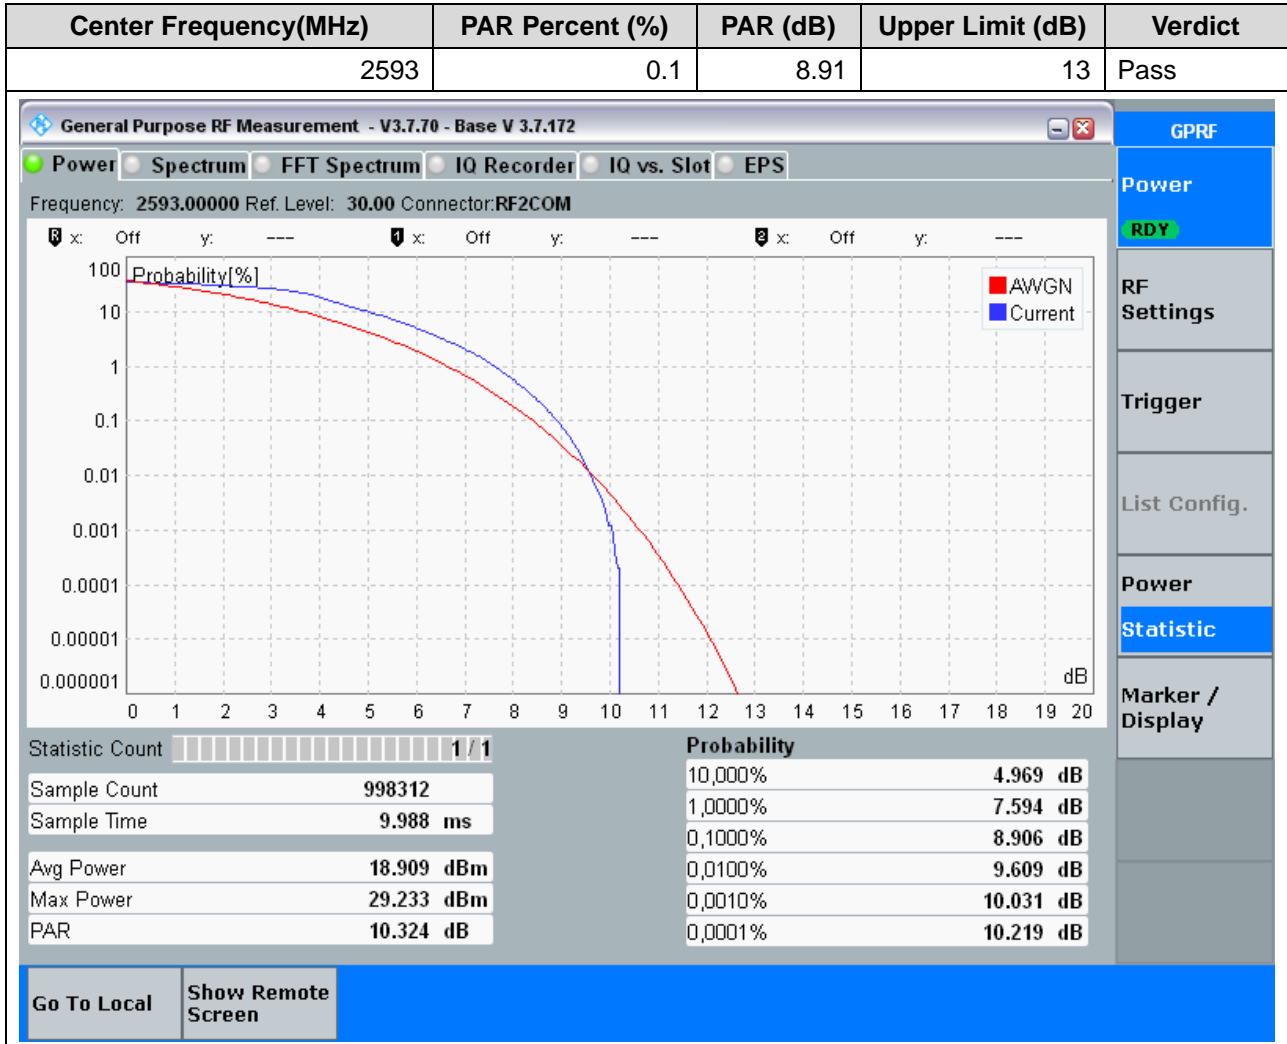 Center Frequency(MHz) PAR Percent (%) PAR (dB) Upper Limit (dB) Verdict
2593 0.1 8.91 13 Pass
General Purpose RF Measurement - V3.7.70 - Base V 3.7.172
GPRF
Power Spectrum FFT Spectrum IQ Recorder IQ vs. Slot EPS
Frequency: 2593.00000 Ref. Level: 30.00 Connector:RF2COM
R x: Off y: --- 1 x: Off y: --- 2 x: Off y: ---
Power
RDY
RF
Settings
Trigger
List Config.
Power
Statistic
Marker /
Display
Probability[%]
AWGN
Current
100
10
1
0.1
0.01
0.001
0.0001
0.00001
0.000001
dB
0 1 2 3 4 5 6 7 8 9 10 11 12 13 14 15 16 17 18 19 20
Statistic Count 1 / 1
Sample Count 998312
Sample Time 9.988 ms
Avg Power 18.909 dBm
Max Power 29.233 dBm
PAR 10.324 dB
Probability
10,000% 4.969 dB
1,0000% 7.594 dB
0,1000% 8.906 dB
0,0100% 9.609 dB
0,0010% 10.031 dB
0,0001% 10.219 dB
Go To Local
Show Remote
Screen